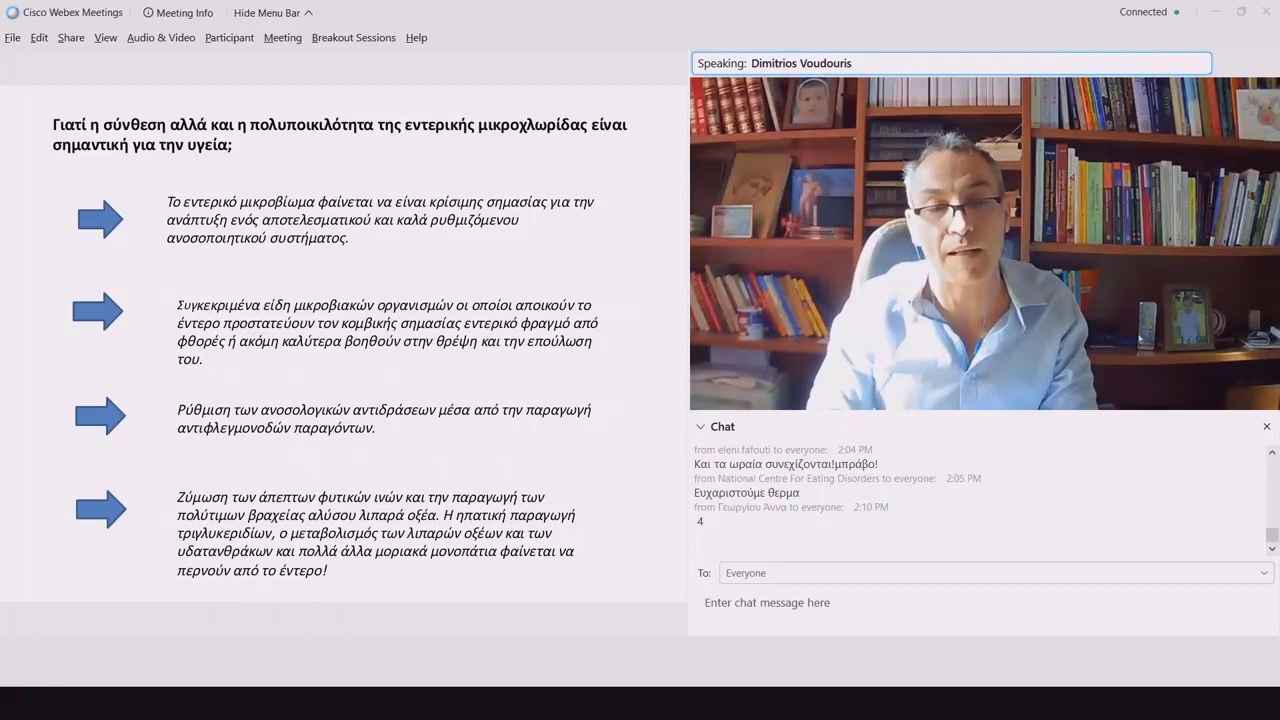 Cisco Webex Meetings
Meeting Info
Hide Menu Bar
Connected
File Edit Share View Audio & Video Participant Meeting Breakout Sessions Help
Speaking: Dimitrios Voudouris
Γιατί η σύνθεση αλλά και η πολυποικιλότητα της εντερικής μικροχλωρίδας είναι
σημαντική για την υγεία;
Το εντερικό μικροβίωμα φαίνεται να είναι κρίσιμης σημασίας για την
ανάπτυξη ενός αποτελεσματικού και καλά ρυθμιζόμενου
ανοσοποιητικού συστήματος.
Συγκεκριμένα είδη μικροβιακών οργανισμών οι οποίοι αποικούν το
έντερο προστατεύουν τον κομβικής σημασίας εντερικό φραγμό από
φθορές ή ακόμη καλύτερα βοηθούν στην θρέψη και την επούλωση
του.
Ρύθμιση των ανοσολογικών αντιδράσεων μέσα από την παραγωγή
αντιφλεγμονοδών παραγόντων.
Ζύμωση των άπεπτων φυτικών ινών και την παραγωγή των
πολύτιμων βραχείας αλύσου λιπαρά οξέα. Η ηπατική παραγωγή
τριγλυκεριδίων, ο μεταβολισμός των λιπαρών οξέων και των
υδατανθράκων και πολλά άλλα μοριακά μονοπάτια φαίνεται να
περνούν από το έντερο!
Chat
from eleni.fafouti to everyone: 2:04 PM
Και τα ωραία συνεχίζονται!μπράβο!
from National Centre For Eating Disorders to everyone: 2:05 PM
Ευχαριστούμε θερμα
from Γεωργίου Άννα to everyone: 2:10 PM
4
To: Everyone
Enter chat message here